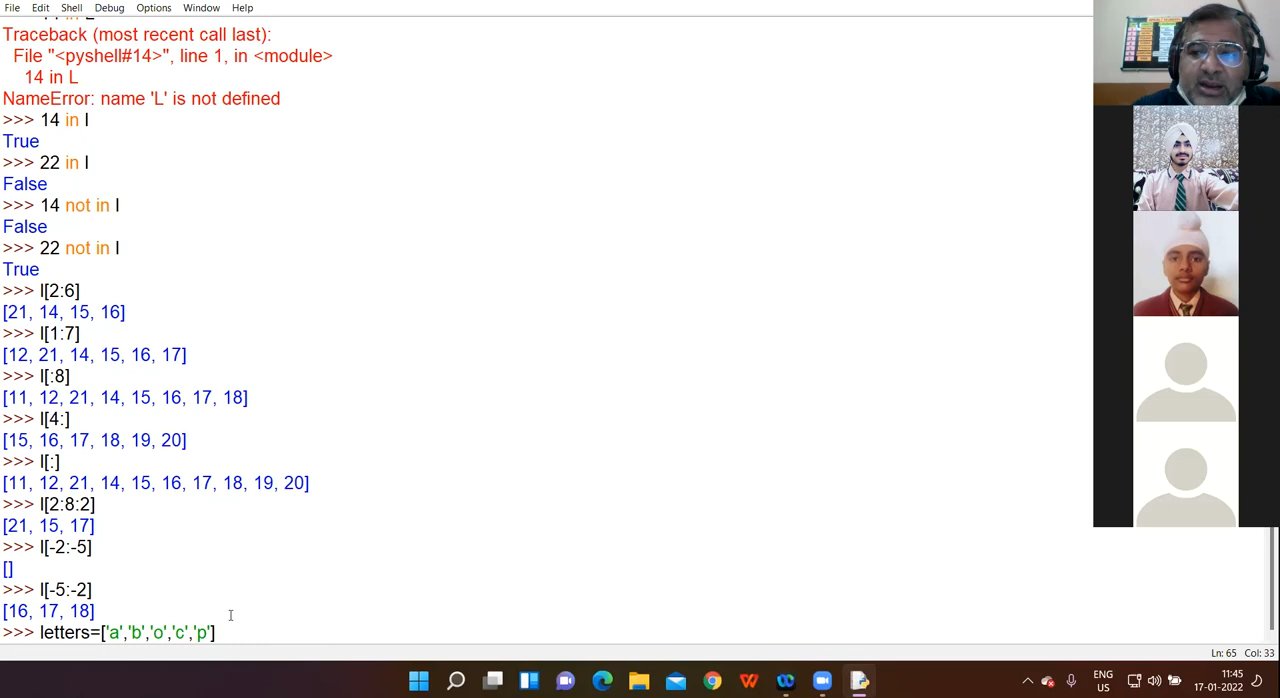 File Edit Shell Debug Options Window Help
Traceback (most recent call last):
File "<pyshell#14>", line 1, in <module>
14 in L
NameError: name 'L' is not defined
>>> 14 in l
True
>>> 22 in l
False
>>> 14 not in l
False
>>> 22 not in l
True
>>> l[2:6]
[21, 14, 15, 16]
>>> l[1:7]
[12, 21, 14, 15, 16, 17]
>>> l[:8]
[11, 12, 21, 14, 15, 16, 17, 18]
>>> l[4:]
[15, 16, 17, 18, 19, 20]
>>> l[:]
[11, 12, 21, 14, 15, 16, 17, 18, 19, 20]
>>> l[2:8:2]
[21, 15, 17]
>>> l[-2:-5]
[]
>>> l[-5:-2]
[16, 17, 18]
>>> letters=['a','b','o','c','p']
Ln: 65 Col: 33
ENG
US
11:45
17-01-2022